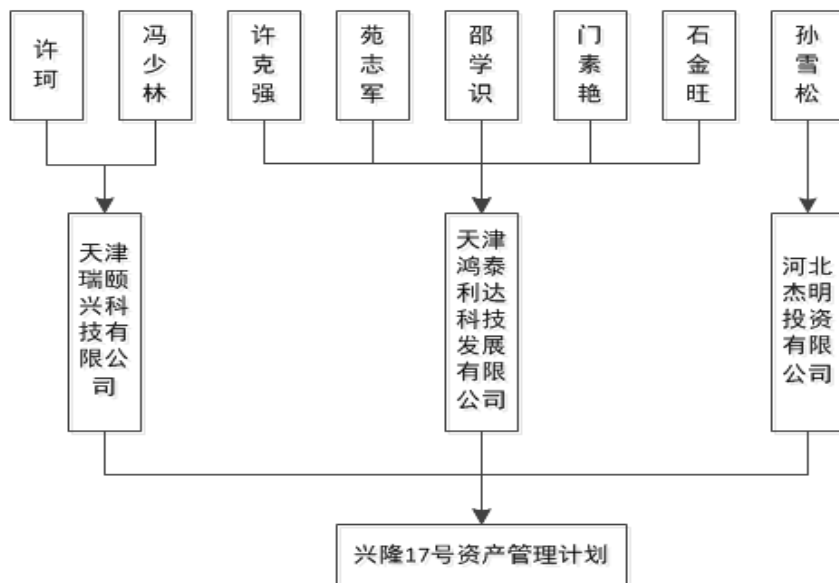 许
珂
冯
少
林
许
克
强
苑
志
军
邵
学
识
门
素
艳
石
金
旺
孙
雪
松
天津
瑞颐
兴科
技有
限公
司
天津
鸿泰
利达
科技
发展
有限
公司
河北
杰明
投资
有限
公司
兴隆17号资产管理计划